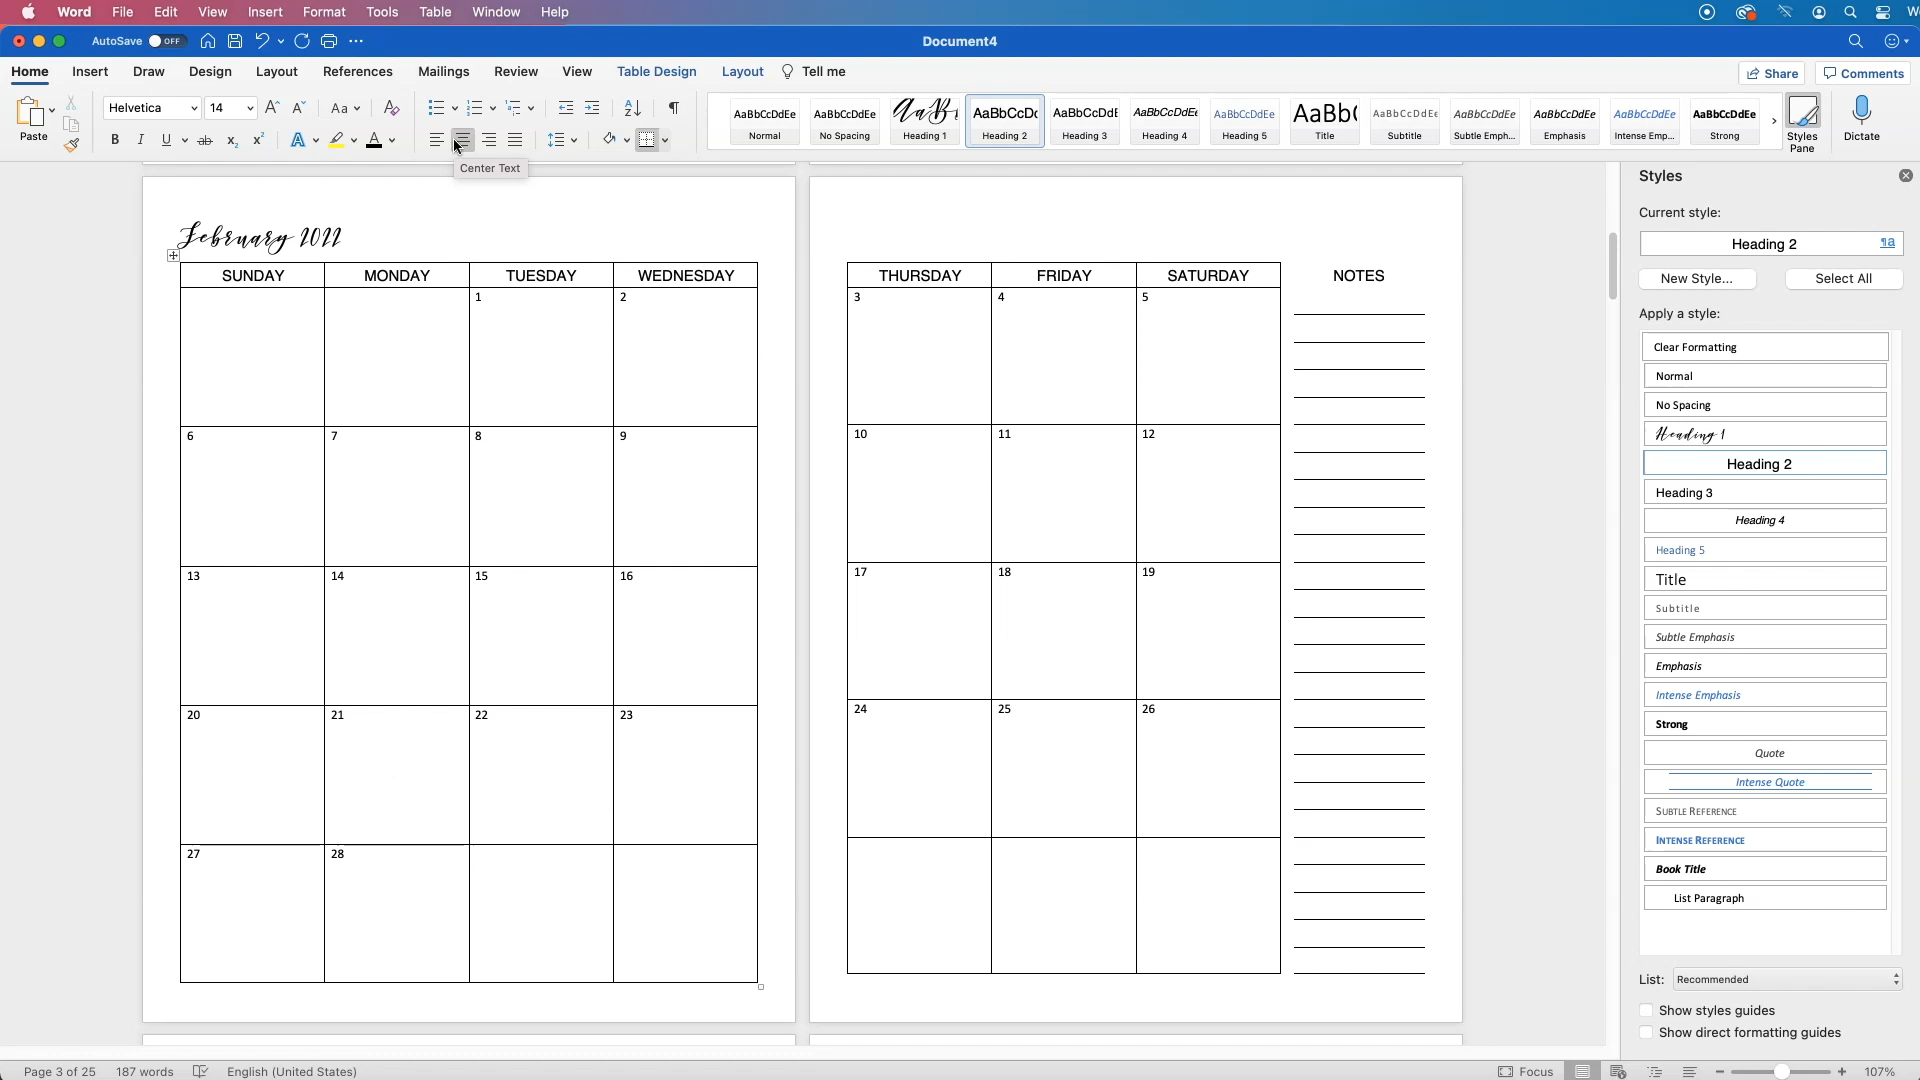 Word File Edit View Insert Format Tools Table Window Help
AutoSave OFF
Document4
Home Insert Draw Design Layout References Mailings Review View Table Design Layout Tell me
Share Comments
Paste
Helvetica 14
Center Text
AaBbCcDdEe Normal
AaBbCcDdEe No Spacing
Heading 1
Heading 2
Heading 3
AaBbCcDdEe Heading 4
AaBbCcDdEe Heading 5
Title
Subtitle
AaBbCcDdEe Subtle Emph...
AaBbCcDdEe Emphasis
AaBbCcDdEe Intense Emp...
AaBbCcDdEe Strong
Styles Pane
Dictate
February 2022
SUNDAY MONDAY TUESDAY WEDNESDAY
1 2
6 7 8 9
13 14 15 16
20 21 22 23
27 28
THURSDAY FRIDAY SATURDAY NOTES
3 4 5
10 11 12
17 18 19
24 25 26
Styles
Current style:
Heading 2
New Style... Select All
Apply a style:
Clear Formatting
Normal
No Spacing
Heading 1
Heading 2
Heading 3
Heading 4
Heading 5
Title
Subtitle
Subtle Emphasis
Emphasis
Intense Emphasis
Strong
Quote
Intense Quote
SUBTLE REFERENCE
INTENSE REFERENCE
Book Title
List Paragraph
List: Recommended
Show styles guides
Show direct formatting guides
Page 3 of 25 187 words English (United States)
Focus 107%